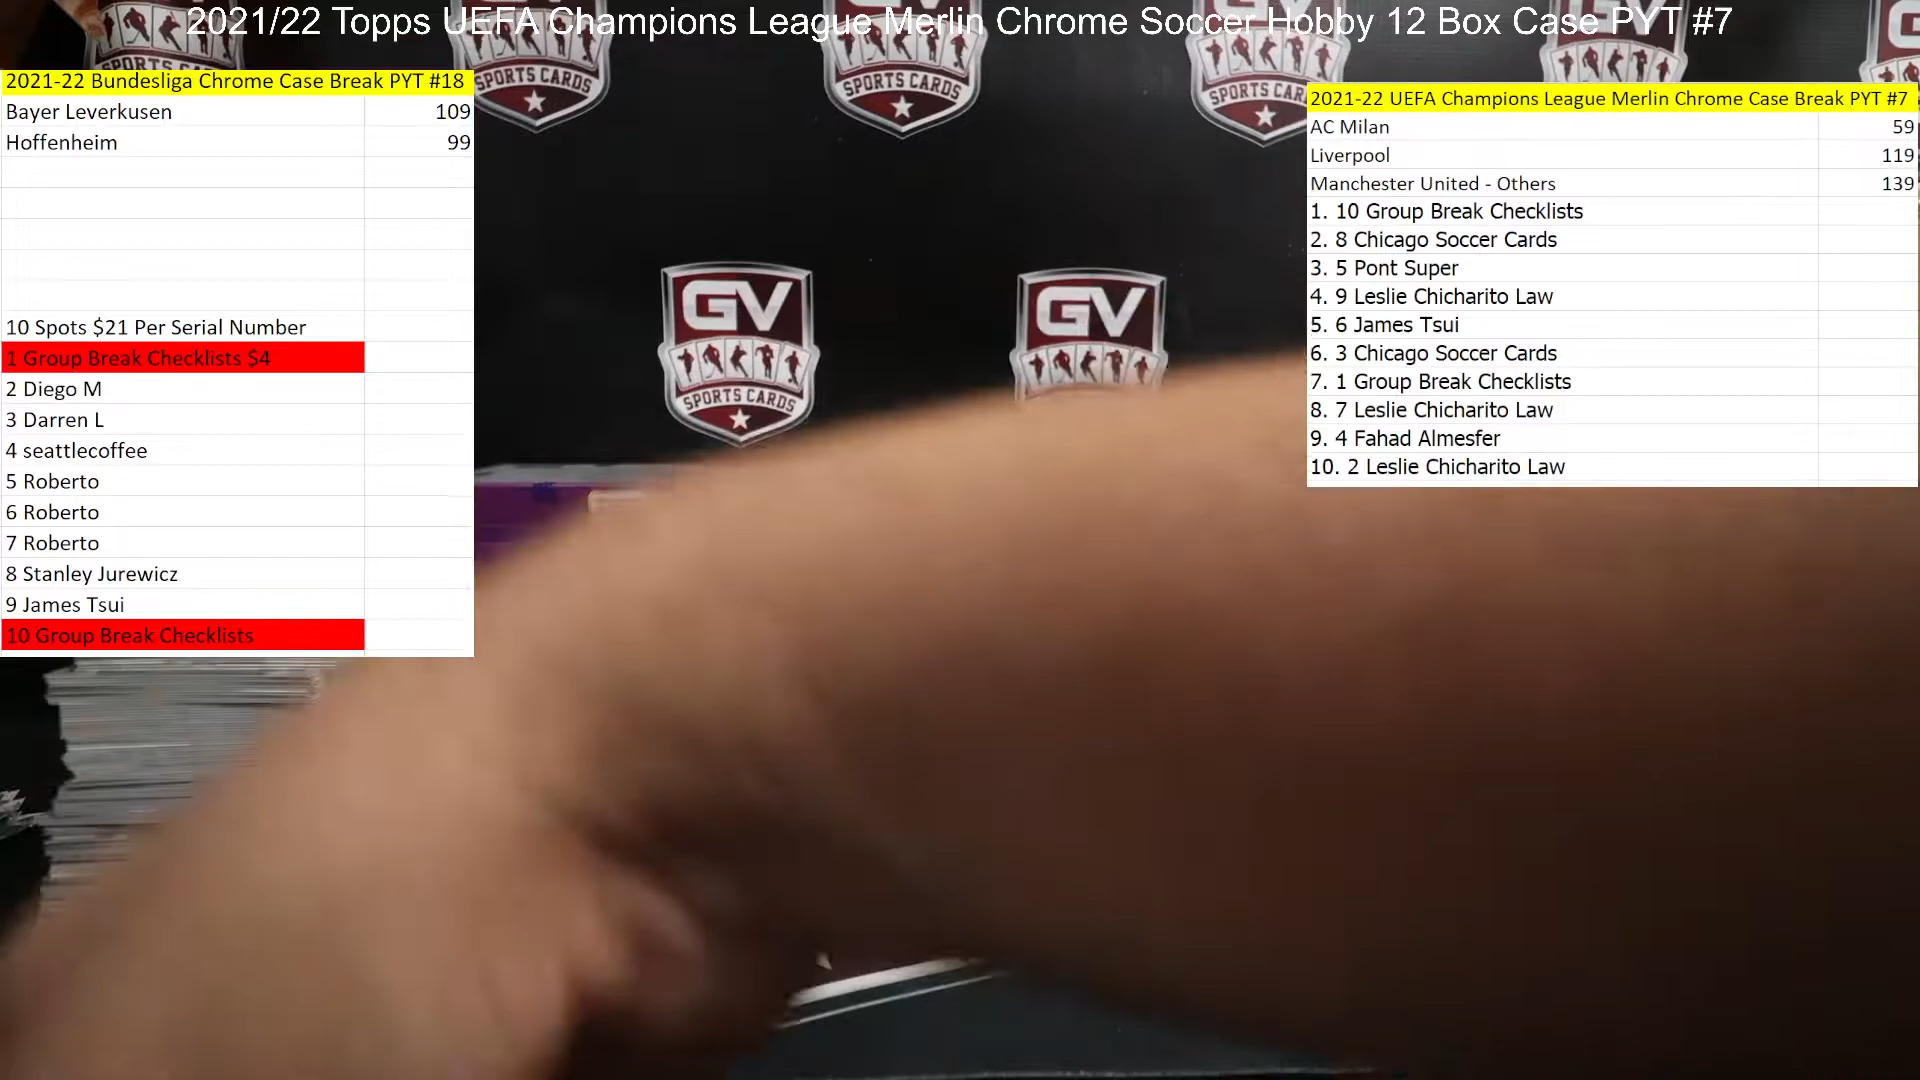 2021/22 Topps UEFA Champions League Merlin Chrome Soccer Hobby 12 Box Case PYT #7
SPORTS CARDS
SPORTS CARDS
SPORTS CARDS
2021-22 Bundesliga Chrome Case Break PYT #18
Bayer Leverkusen 109
Hoffenheim 99
10 Spots $21 Per Serial Number
1 Group Break Checklists $4
2 Diego M
3 Darren L
4 seattlecoffee
5 Roberto
6 Roberto
7 Roberto
8 Stanley Jurewicz
9 James Tsui
10 Group Break Checklists
GV
SPORTS CARDS
GV
2021-22 UEFA Champions League Merlin Chrome Case Break PYT #7
AC Milan 59
Liverpool 119
Manchester United - Others 139
1. 10 Group Break Checklists
2. 8 Chicago Soccer Cards
3. 5 Pont Super
4. 9 Leslie Chicharito Law
5. 6 James Tsui
6. 3 Chicago Soccer Cards
7. 1 Group Break Checklists
8. 7 Leslie Chicharito Law
9. 4 Fahad Almesfer
10. 2 Leslie Chicharito Law